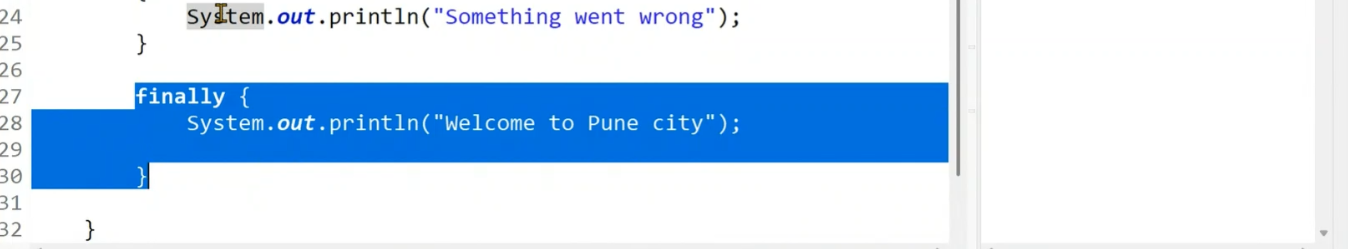 24 System.out.println("Something went wrong");
25 }
26
27 finally {
28 System.out.println("Welcome to Pune city");
29
30 }
31
32 }